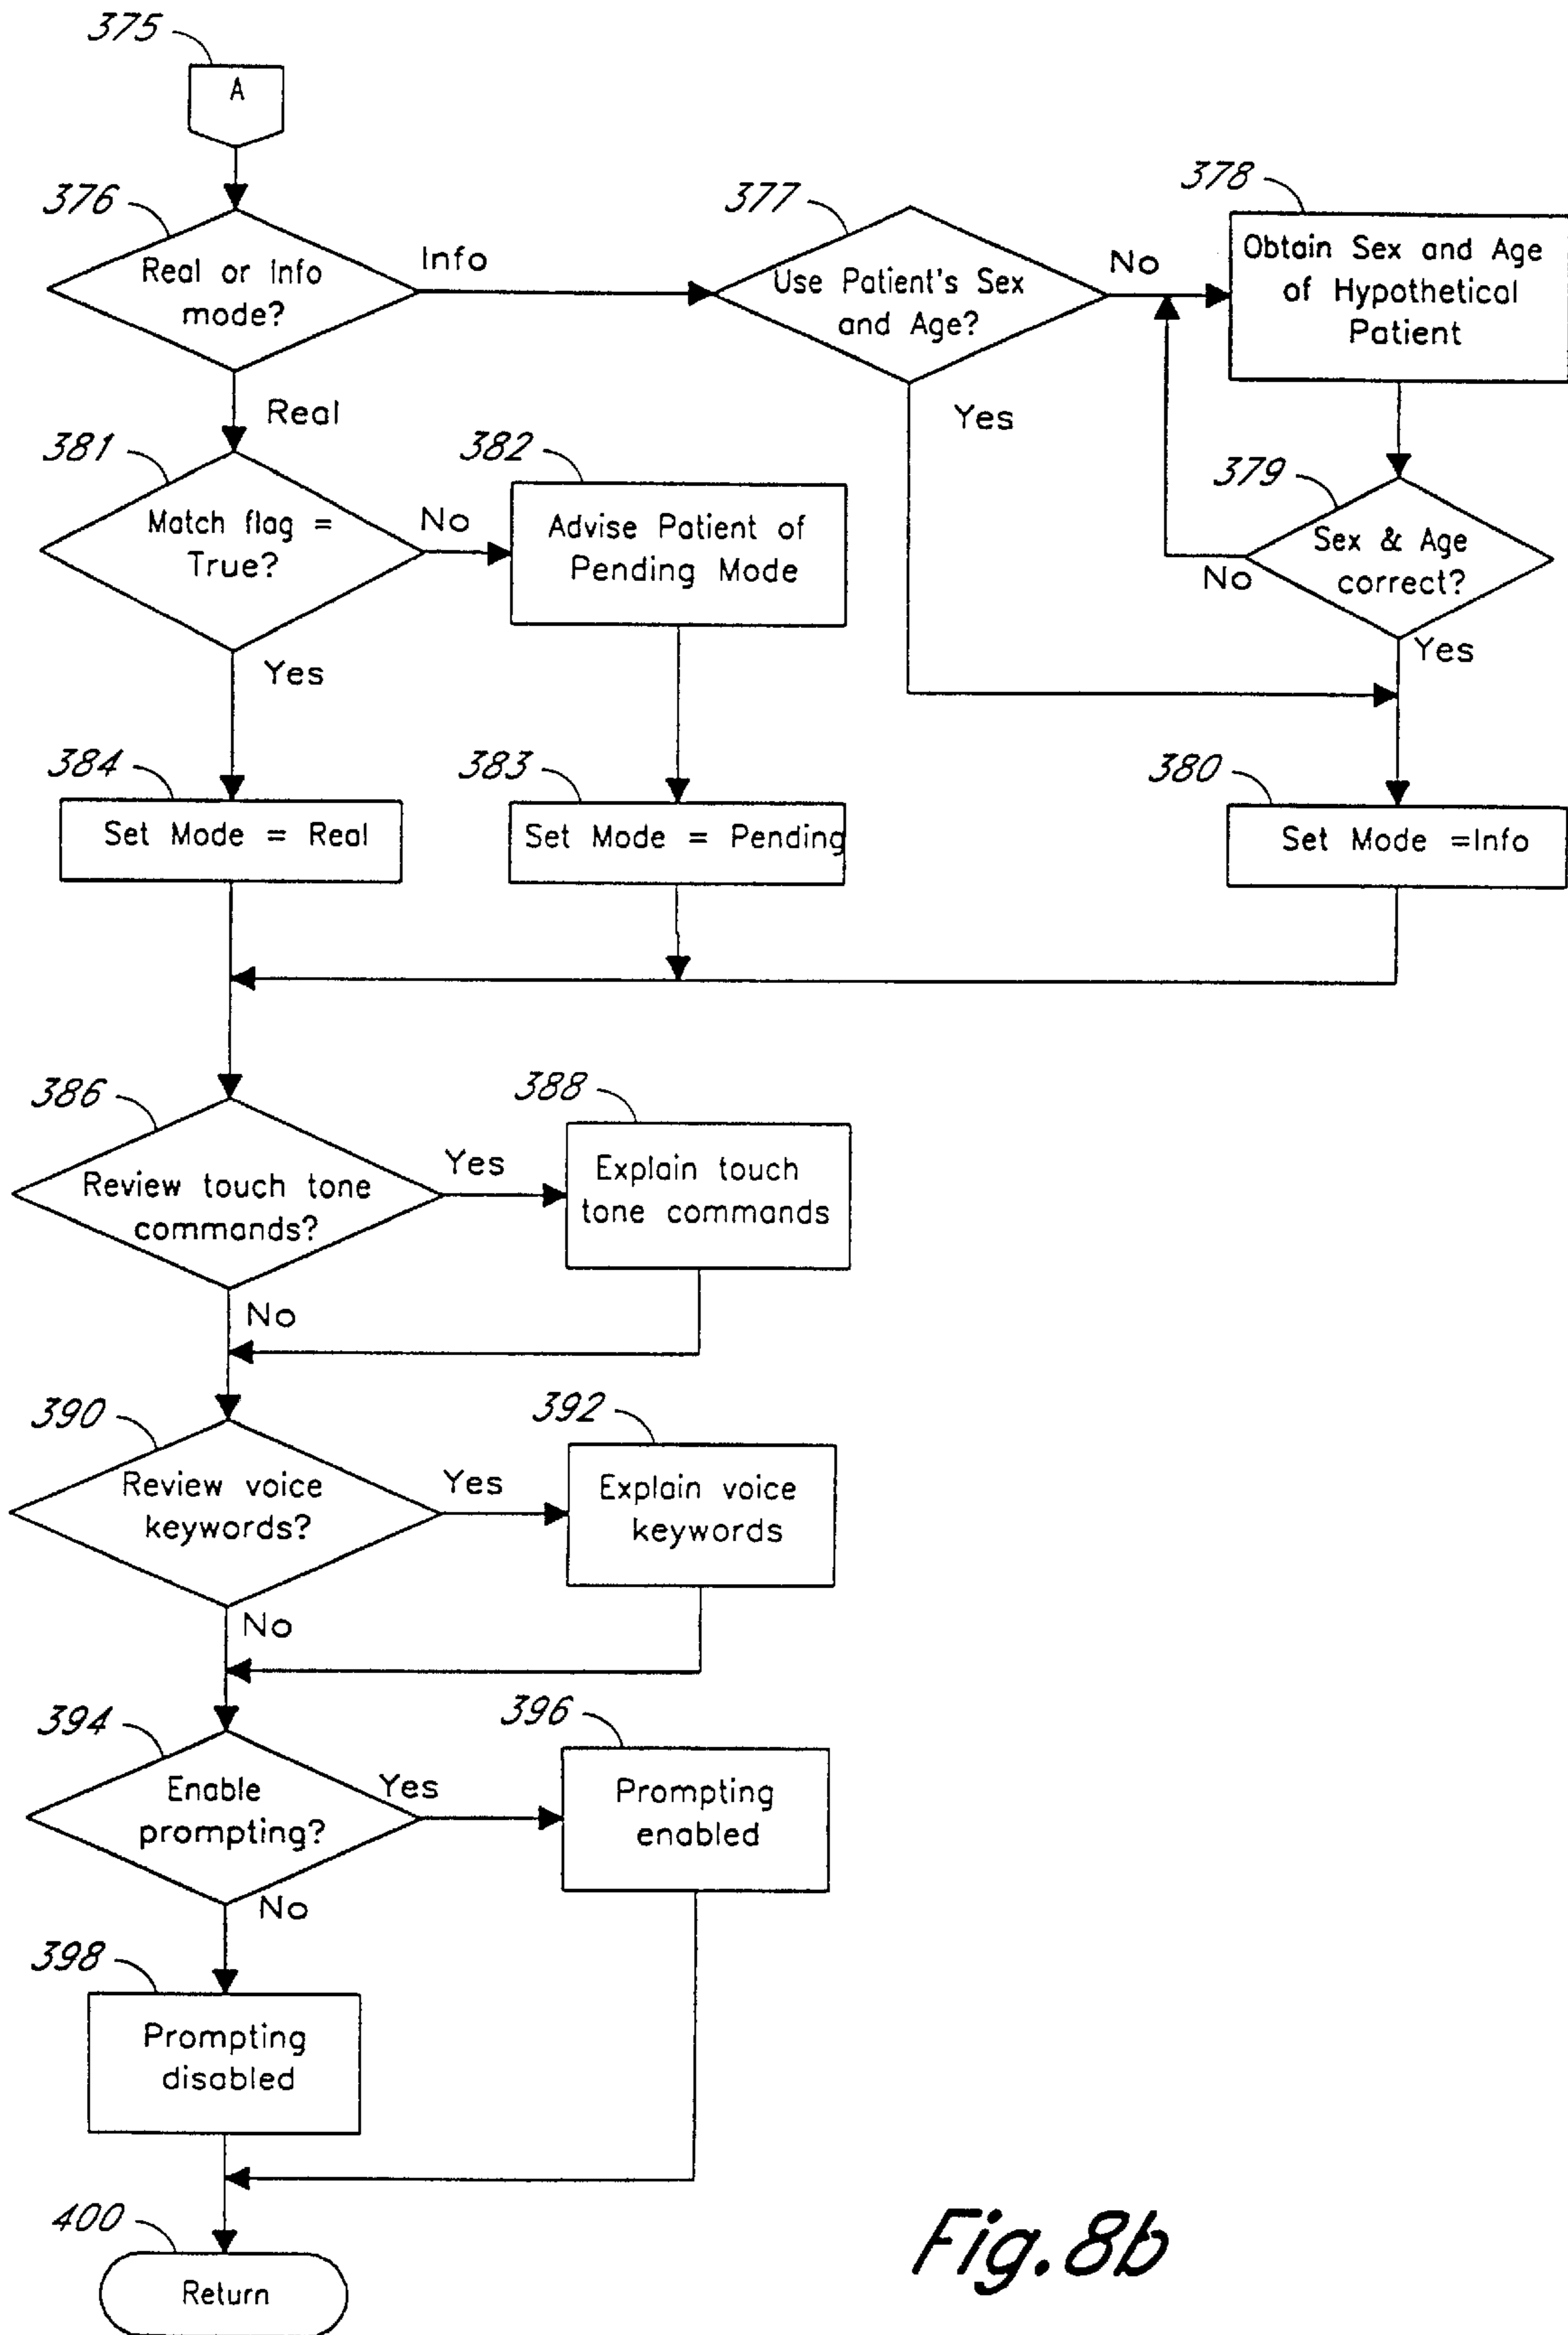 375
A
376
Real or Info
mode?
Info
377
Use Patient's Sex
and Age?
No
378
Obtain Sex and Age
of Hypothetical
Patient
Real
Yes
381
Match flag =
True?
No
382
Advise Patient of
Pending Mode
379
Sex & Age
correct?
No
Yes
Yes
384
Set Mode = Real
383
Set Mode = Pending
380
Set Mode =Info
386
Review touch tone
commands?
Yes
388
Explain touch
tone commands
No
390
Review voice
keywords?
Yes
392
Explain voice
keywords
No
394
Enable
prompting?
Yes
396
Prompting
enabled
No
398
Prompting
disabled
400
Return
Fig.8b